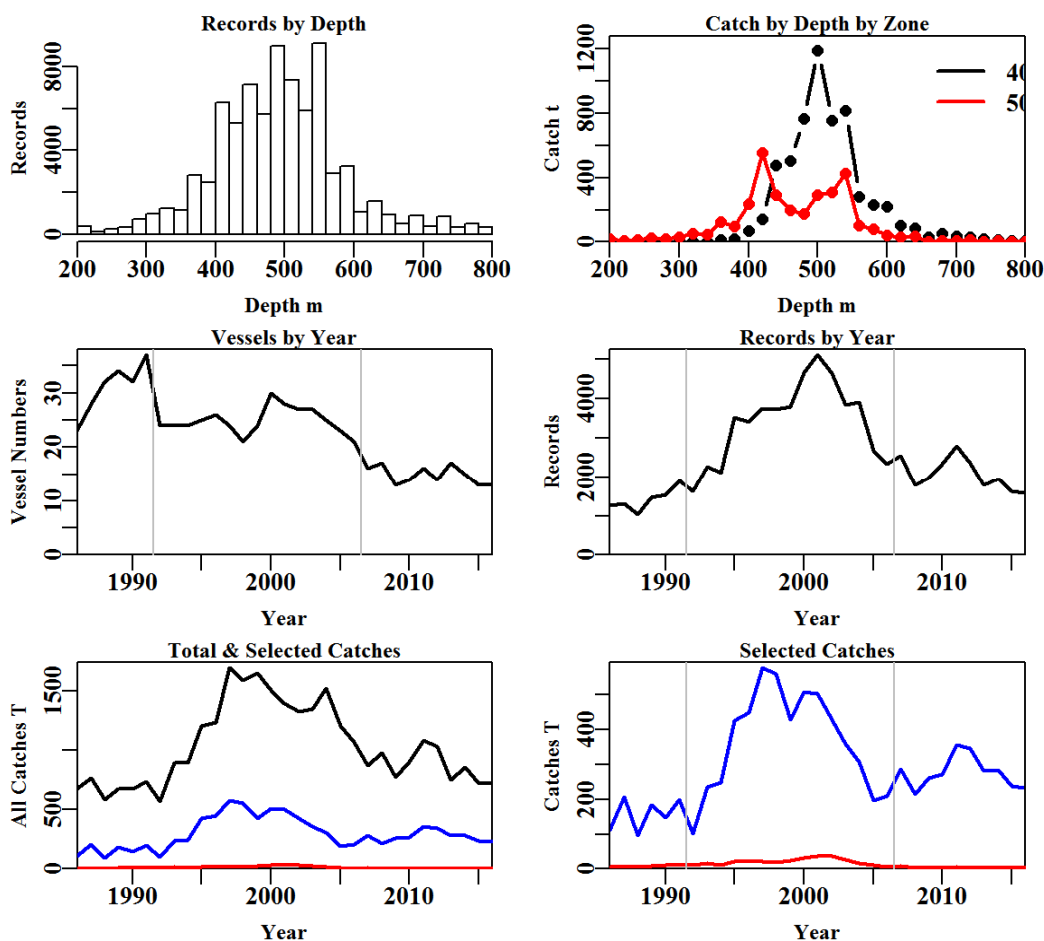 Records by Depth
Records
0 4000 8000
200 300 400 500 600 700 800
Depth m
Catch by Depth by Zone
Catch t
0 400 800 1200
40
50
200 300 400 500 600 700 800
Depth m
Vessels by Year
Vessel Numbers
0 10 20 30
1990 2000 2010
Year
Records by Year
Records
0 2000 4000
1990 2000 2010
Year
Total & Selected Catches
All Catches T
0 500 1500
1990 2000 2010
Year
Selected Catches
Catches T
0 200 400
1990 2000 2010
Year